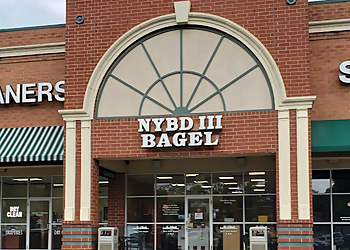 NYBD III
BAGEL
ANERS
S
DRY
CLEAN